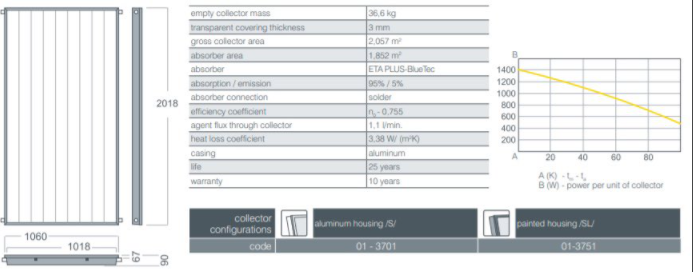 empty collector mass 36,6 kg
transparent covering thickness 3 mm
gross collector area 2,057 m²
absorber area 1,852 m²
absorber ETA PLUS-BlueTec
absorption / emission 95% / 5%
absorber connection solder
efficiency coefficient η₀ - 0,755
agent flux through collector 1,1 l/min.
heat loss coefficient 3,38 W/ (m²K)
casing aluminum
life 25 years
warranty 10 years
2018
1060
1018
67
90
B
1400
1200
1000
800
600
400
200
A 20 40 60 80
A (K) - tₘ - tₐ
B (W) - power per unit of collector
collector configurations aluminum housing /S/ painted housing /SL/
code 01 - 3701 01-3751